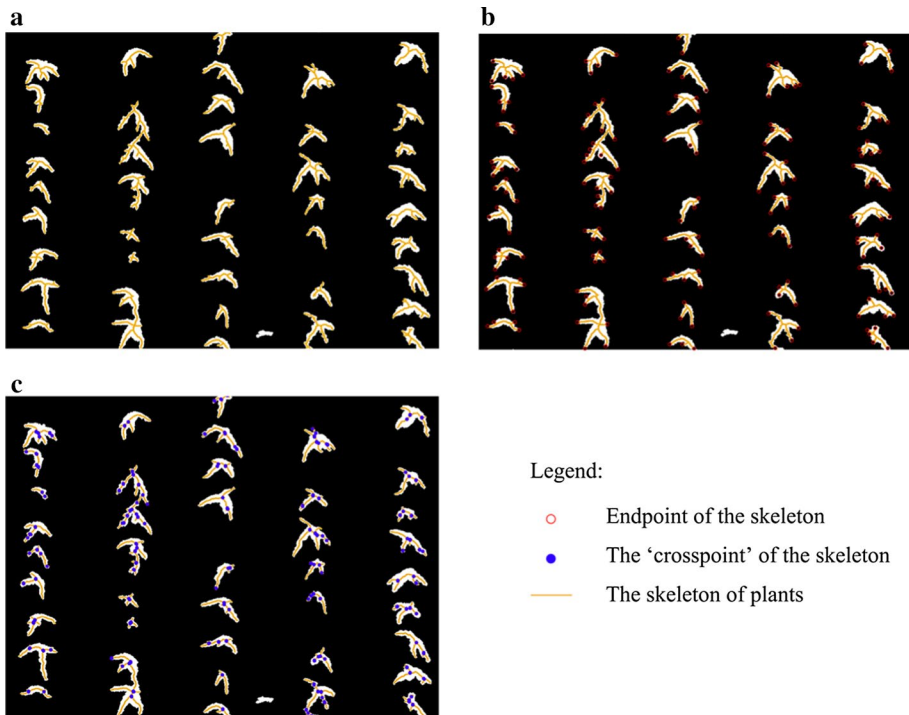 a
b
c
Legend:
Endpoint of the skeleton
The ‘crosspoint’ of the skeleton
The skeleton of plants